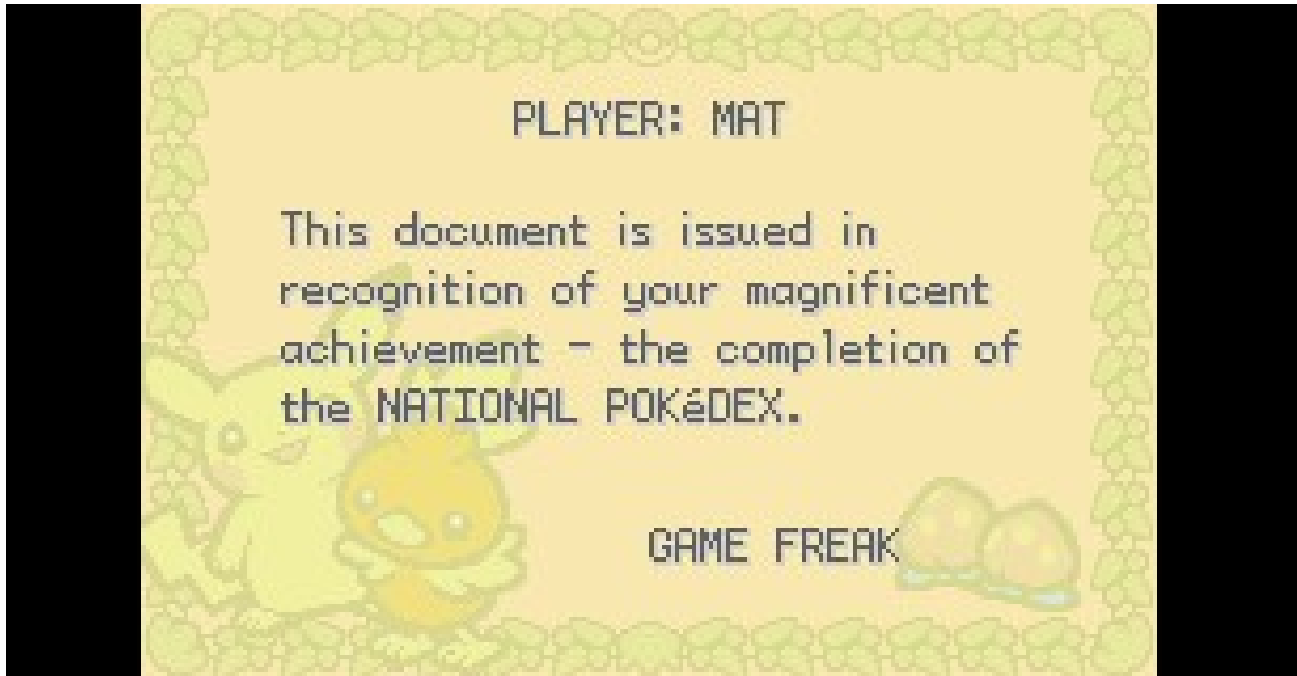 PLAYER: MAT
This document is issued in
recognition of your magnificent
achievement - the completion of
the NATIONAL POKéDEX.
GAME FREAK